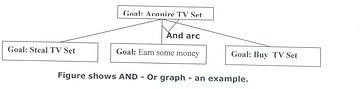 Goal: Acquire TV Set
And arc
Goal: Steal TV Set
Goal: Earn some money
Goal: Buy TV Set
Figure shows AND - Or graph - an example.